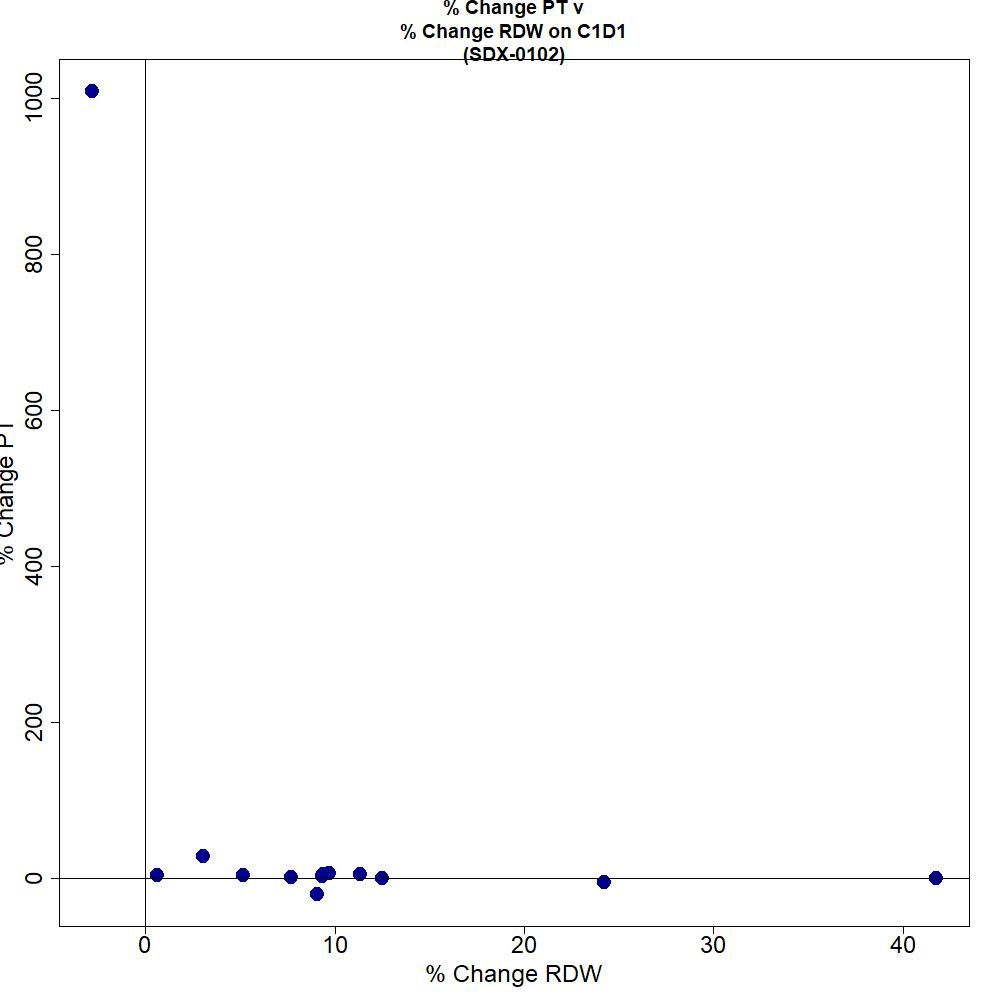 % Change PT v
% Change RDW on C1D1
(SDX-0102)
1000
800
600
400
200
0
% Change PT
0 10 20 30 40
% Change RDW